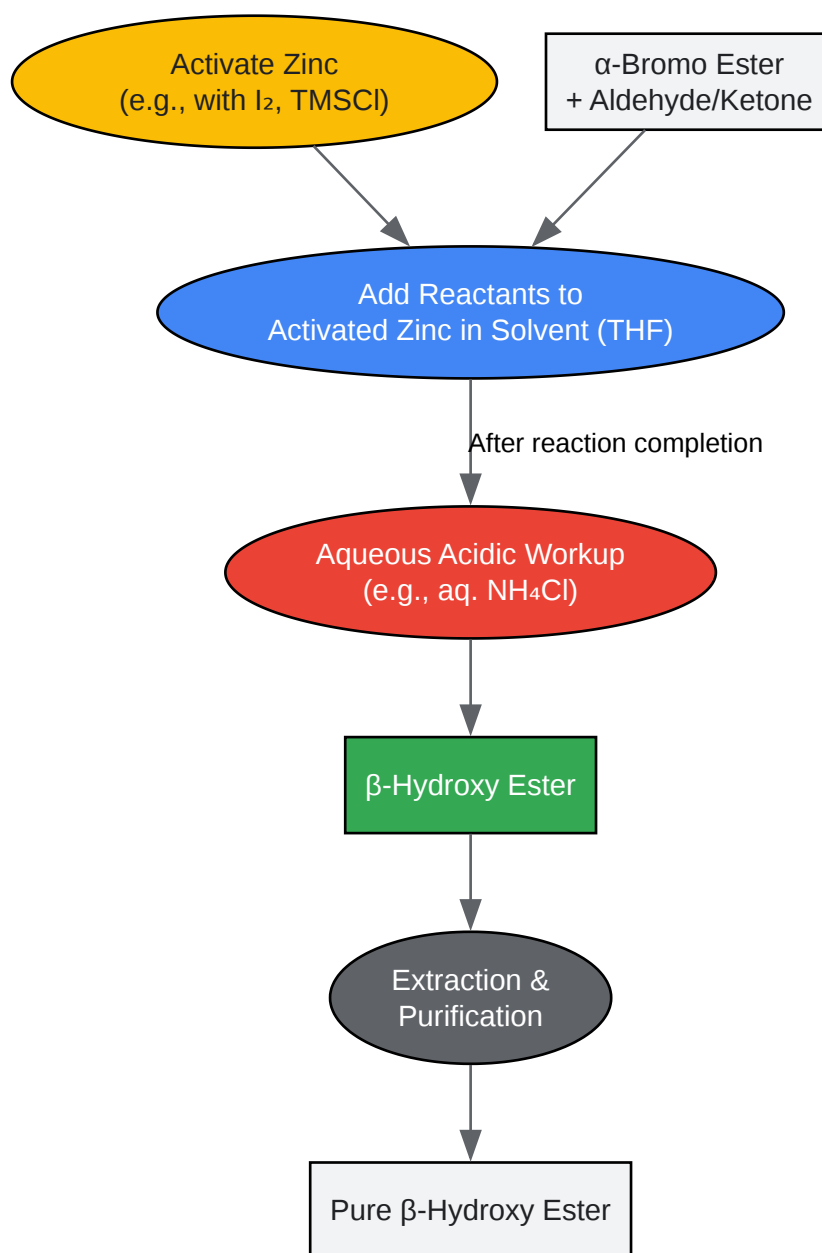 Activate Zinc
(e.g., with I₂, TMSCl)
α-Bromo Ester
+ Aldehyde/Ketone
Add Reactants to
Activated Zinc in Solvent (THF)
After reaction completion
Aqueous Acidic Workup
(e.g., aq. NH₄Cl)
β-Hydroxy Ester
Extraction &
Purification
Pure β-Hydroxy Ester